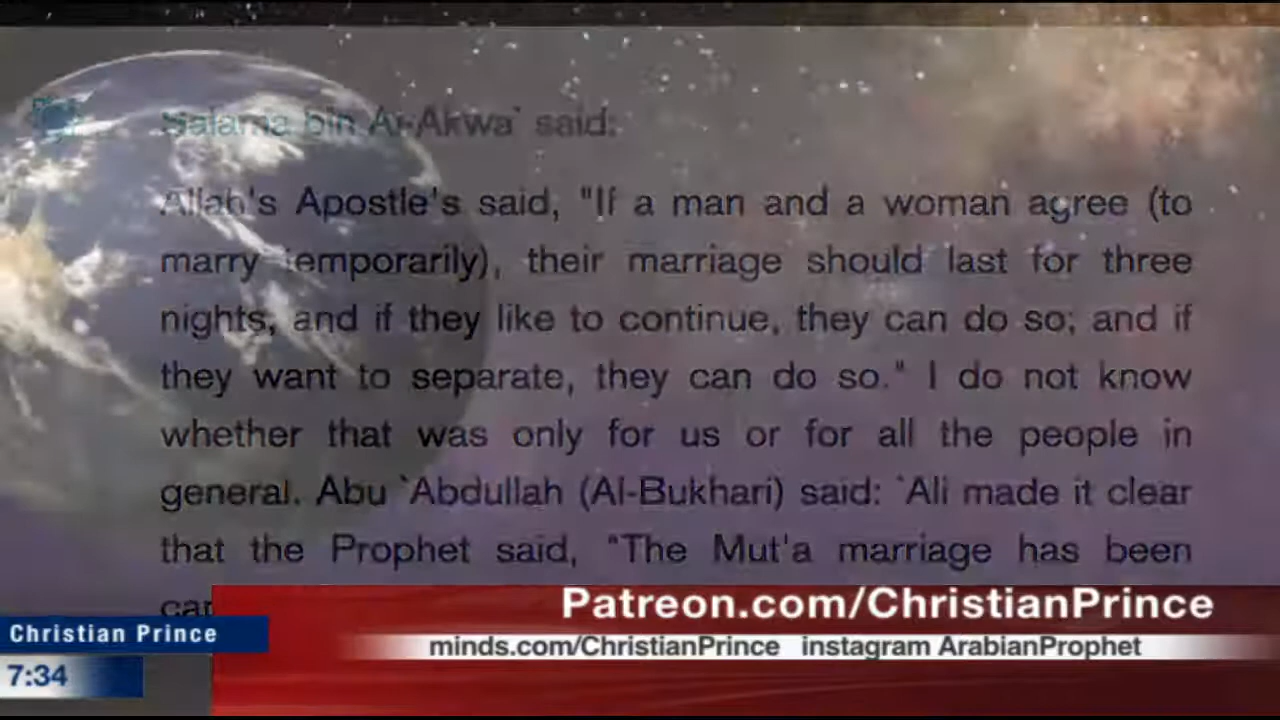 Salama bin Al-Akwa` said:
Allah's Apostle's said, "If a man and a woman agree (to
marry temporarily), their marriage should last for three
nights, and if they like to continue, they can do so; and if
they want to separate, they can do so." I do not know
whether that was only for us or for all the people in
general. Abu `Abdullah (Al-Bukhari) said: `Ali made it clear
that the Prophet said, "The Mut'a marriage has been
Patreon.com/ChristianPrince
Christian Prince
minds.com/ChristianPrince instagram ArabianProphet
7:34